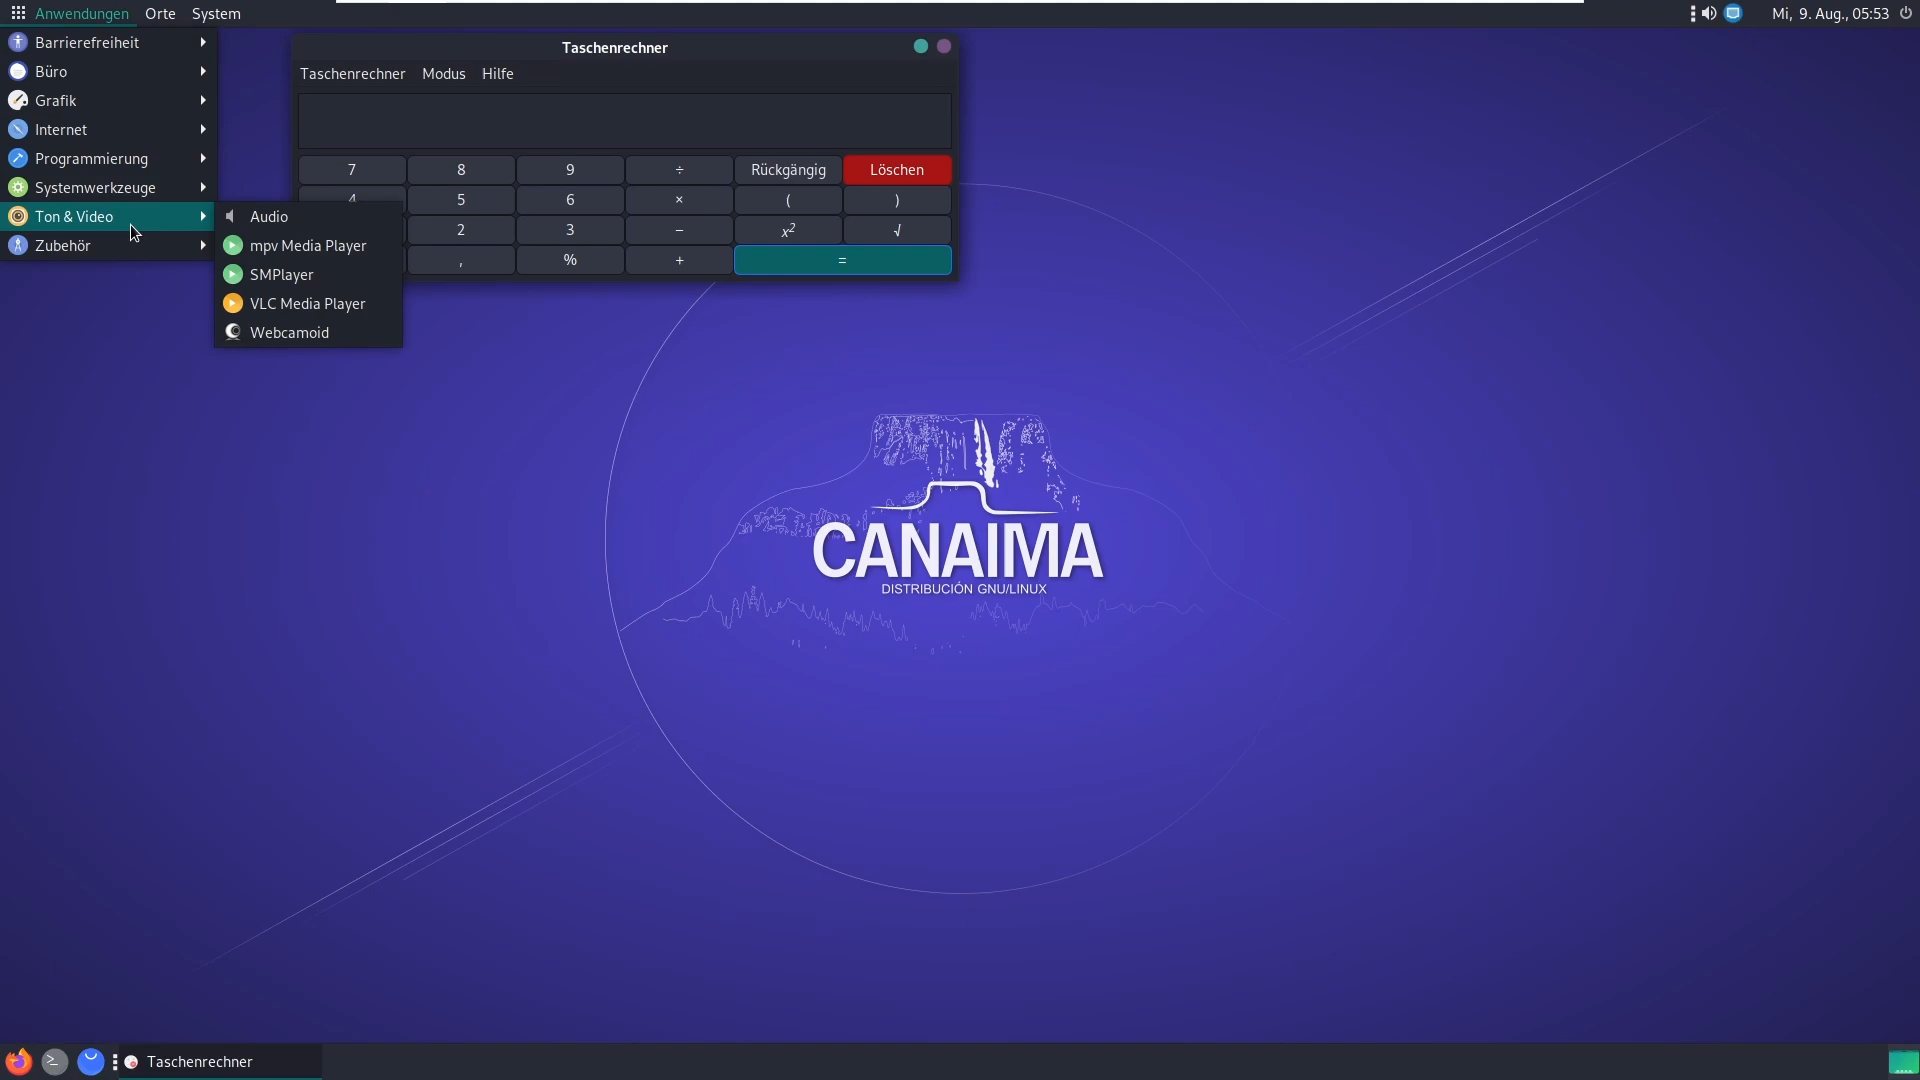 Anwendungen Orte System
Mi, 9. Aug., 05:53
Barrierefreiheit
Büro
Grafik
Internet
Programmierung
Systemwerkzeuge
Ton & Video
Zubehör
Audio
mpv Media Player
SMPlayer
VLC Media Player
Webcamoid
Taschenrechner
Taschenrechner Modus Hilfe
7 8 9 ÷ Rückgängig Löschen
4 5 6 × ( )
2 3 − x² √
, % + =
CANAIMA
DISTRIBUCIÓN GNU/LINUX
Taschenrechner